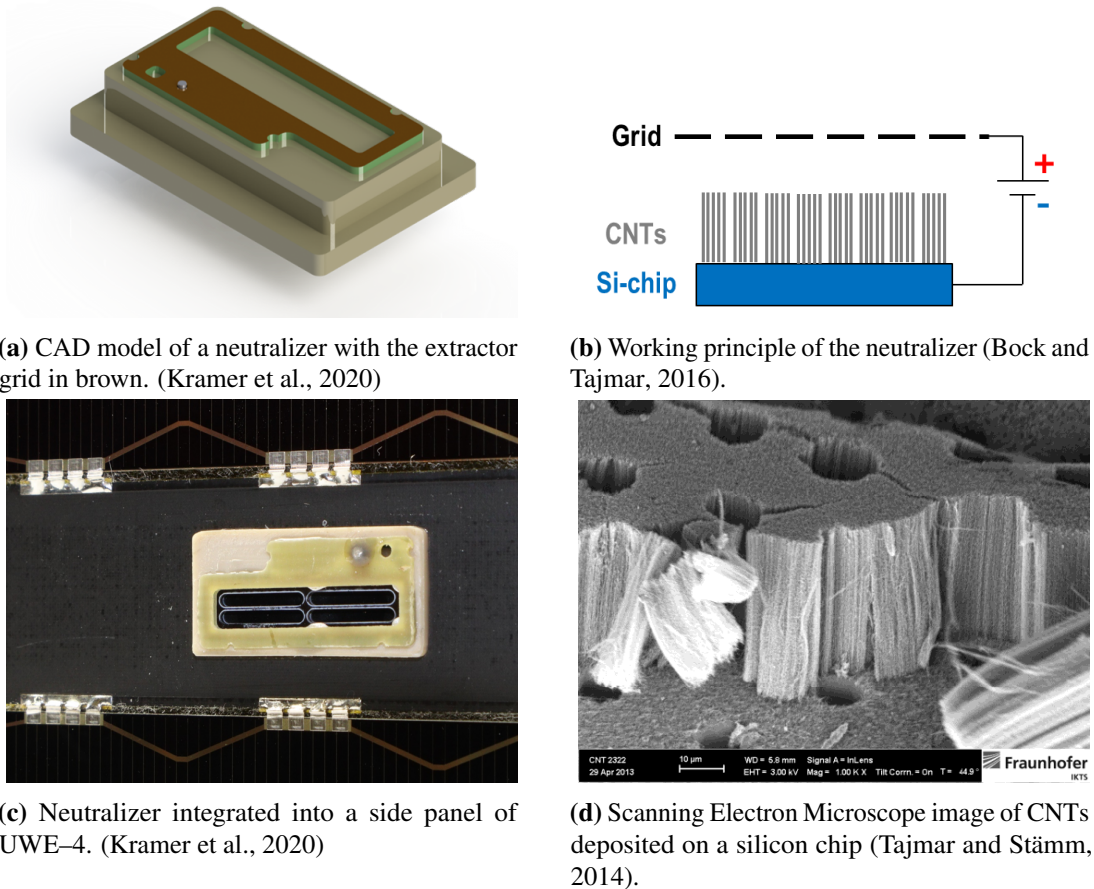 Grid
+
-
CNTs
Si-chip
(a) CAD model of a neutralizer with the extractor
grid in brown. (Kramer et al., 2020)
(b) Working principle of the neutralizer (Bock and
Tajmar, 2016).
CNT 2322
29 Apr 2013
10 µm
WD = 5.8 mm Signal A = InLens
EHT = 3.00 kV Mag = 1.00 K X Tilt Corrn. = On T = 44.9 °
Fraunhofer
IKTS
(c) Neutralizer integrated into a side panel of
UWE–4. (Kramer et al., 2020)
(d) Scanning Electron Microscope image of CNTs
deposited on a silicon chip (Tajmar and Stämm,
2014).